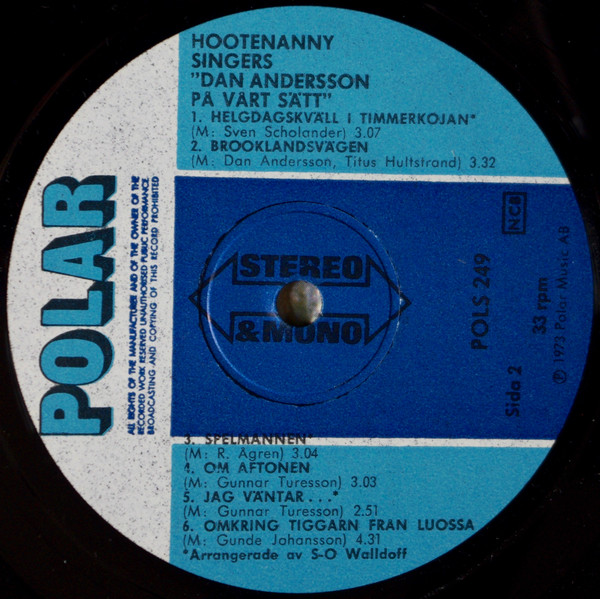 HOOTENANNY
SINGERS
"DAN ANDERSSON
PÅ VÅRT SÄTT"
1. HELGDAGSKVÄLL I TIMMERKOJAN*
(M: Sven Scholander) 3.07
2. BROOKLANDSVÄGEN
(M: Dan Andersson, Titus Hultstrand) 3.32
POLAR
ALL RIGHTS OF THE MANUFACTURER AND OF THE OWNER OF THE
RECORDED WORK RESERVED UNAUTHORISED PUBLIC PERFORMANCE
BROADCASTING AND COPYING OF THIS RECORD PROHIBITED
STEREO
& MONO
NCB
POLS 249
Sida 2
33 rpm
℗ 1973 Polar Music AB
3. SPELMANNEN*
(M: R. Ågren) 3.04
4. OM AFTONEN
(M: Gunnar Turesson) 3.03
5. JAG VÄNTAR...*
(M: Gunnar Turesson) 2.51
6. OMKRING TIGGARN FRÅN LUOSSA
(M: Gunde Johansson) 4.31
*Arrangerade av S-O Walldoff